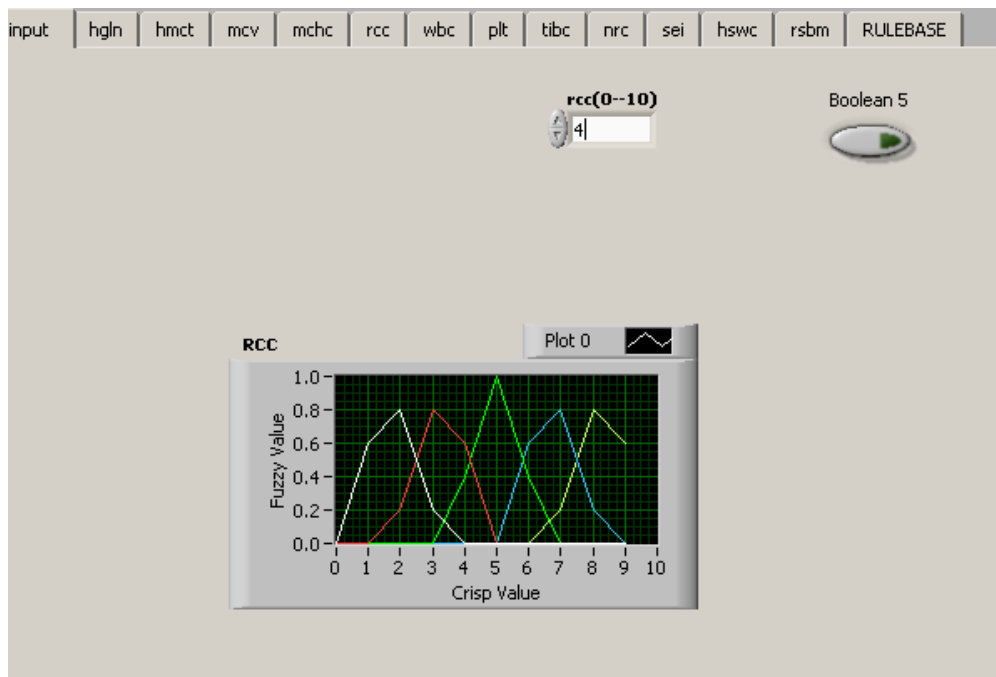 input hgln hmct mcv mchc rcc wbc plt tibc nrc sei hswc rsbm RULEBASE
rcc(0--10)
4
Boolean 5
RCC
Plot 0
1.0
0.8
0.6
0.4
0.2
0.0
Fuzzy Value
0 1 2 3 4 5 6 7 8 9 10
Crisp Value